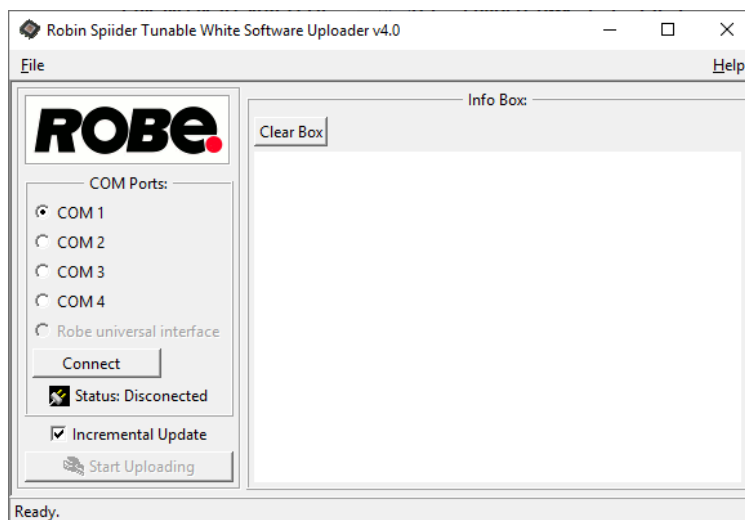 Robin Spiider Tunable White Software Uploader v4.0
File
Help
ROBE
COM Ports:
COM 1
COM 2
COM 3
COM 4
Robe universal interface
Connect
Status: Disconected
Incremental Update
Start Uploading
Info Box:
Clear Box
Ready.